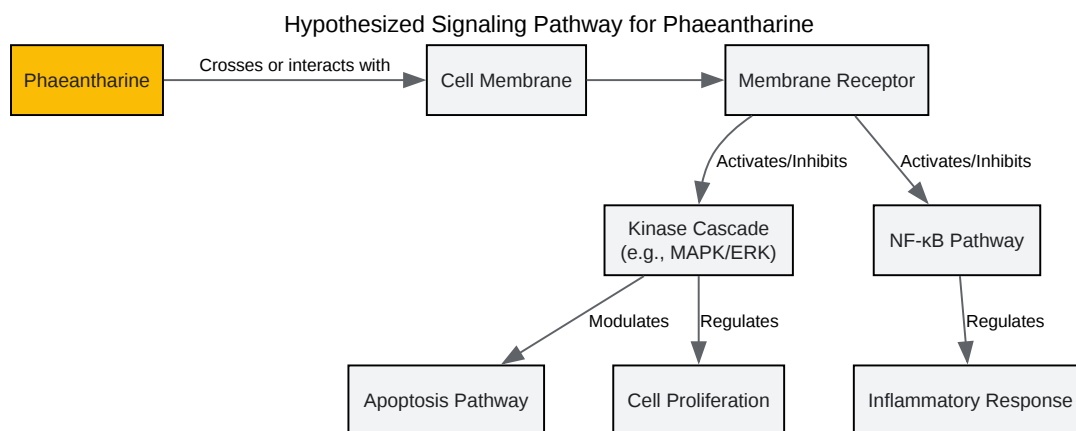 Hypothesized Signaling Pathway for Phaeantharine
Phaeantharine
Crosses or interacts with
Cell Membrane
Membrane Receptor
Activates/Inhibits
Activates/Inhibits
Kinase Cascade
(e.g., MAPK/ERK)
NF-κB Pathway
Modulates
Regulates
Regulates
Apoptosis Pathway
Cell Proliferation
Inflammatory Response